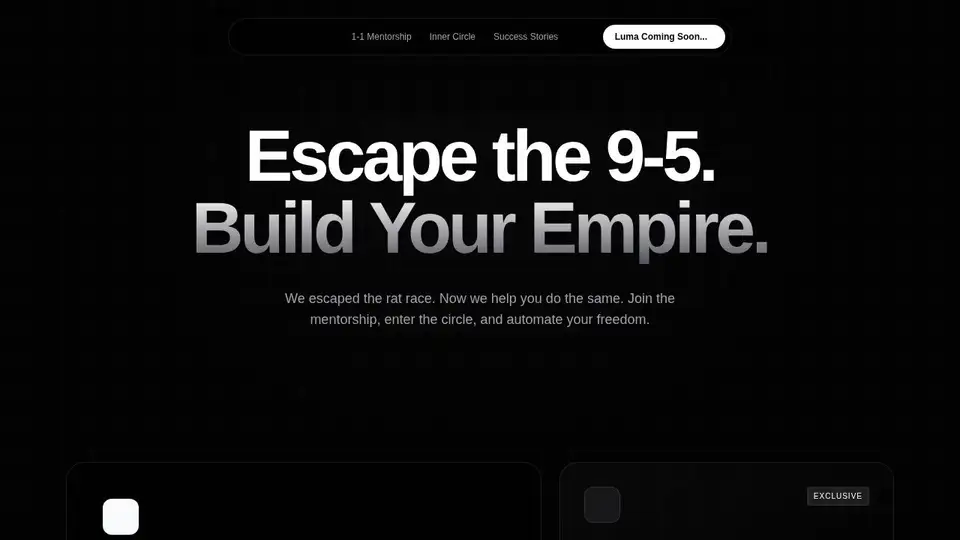 1-1 Mentorship
Inner Circle
Success Stories
Luma Coming Soon...
Escape the 9-5.
Build Your Empire.
We escaped the rat race. Now we help you do the same. Join the
mentorship, enter the circle, and automate your freedom.
EXCLUSIVE